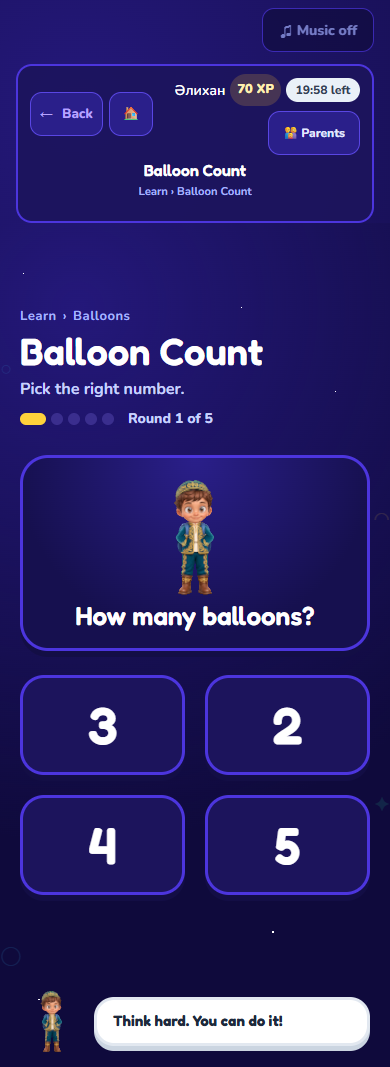 ♫ Music off
← Back
Әлихан 70 XP 19:58 left
Parents
Balloon Count
Learn › Balloon Count
Learn › Balloons
Balloon Count
Pick the right number.
Round 1 of 5
How many balloons?
3 2
4 5
Think hard. You can do it!